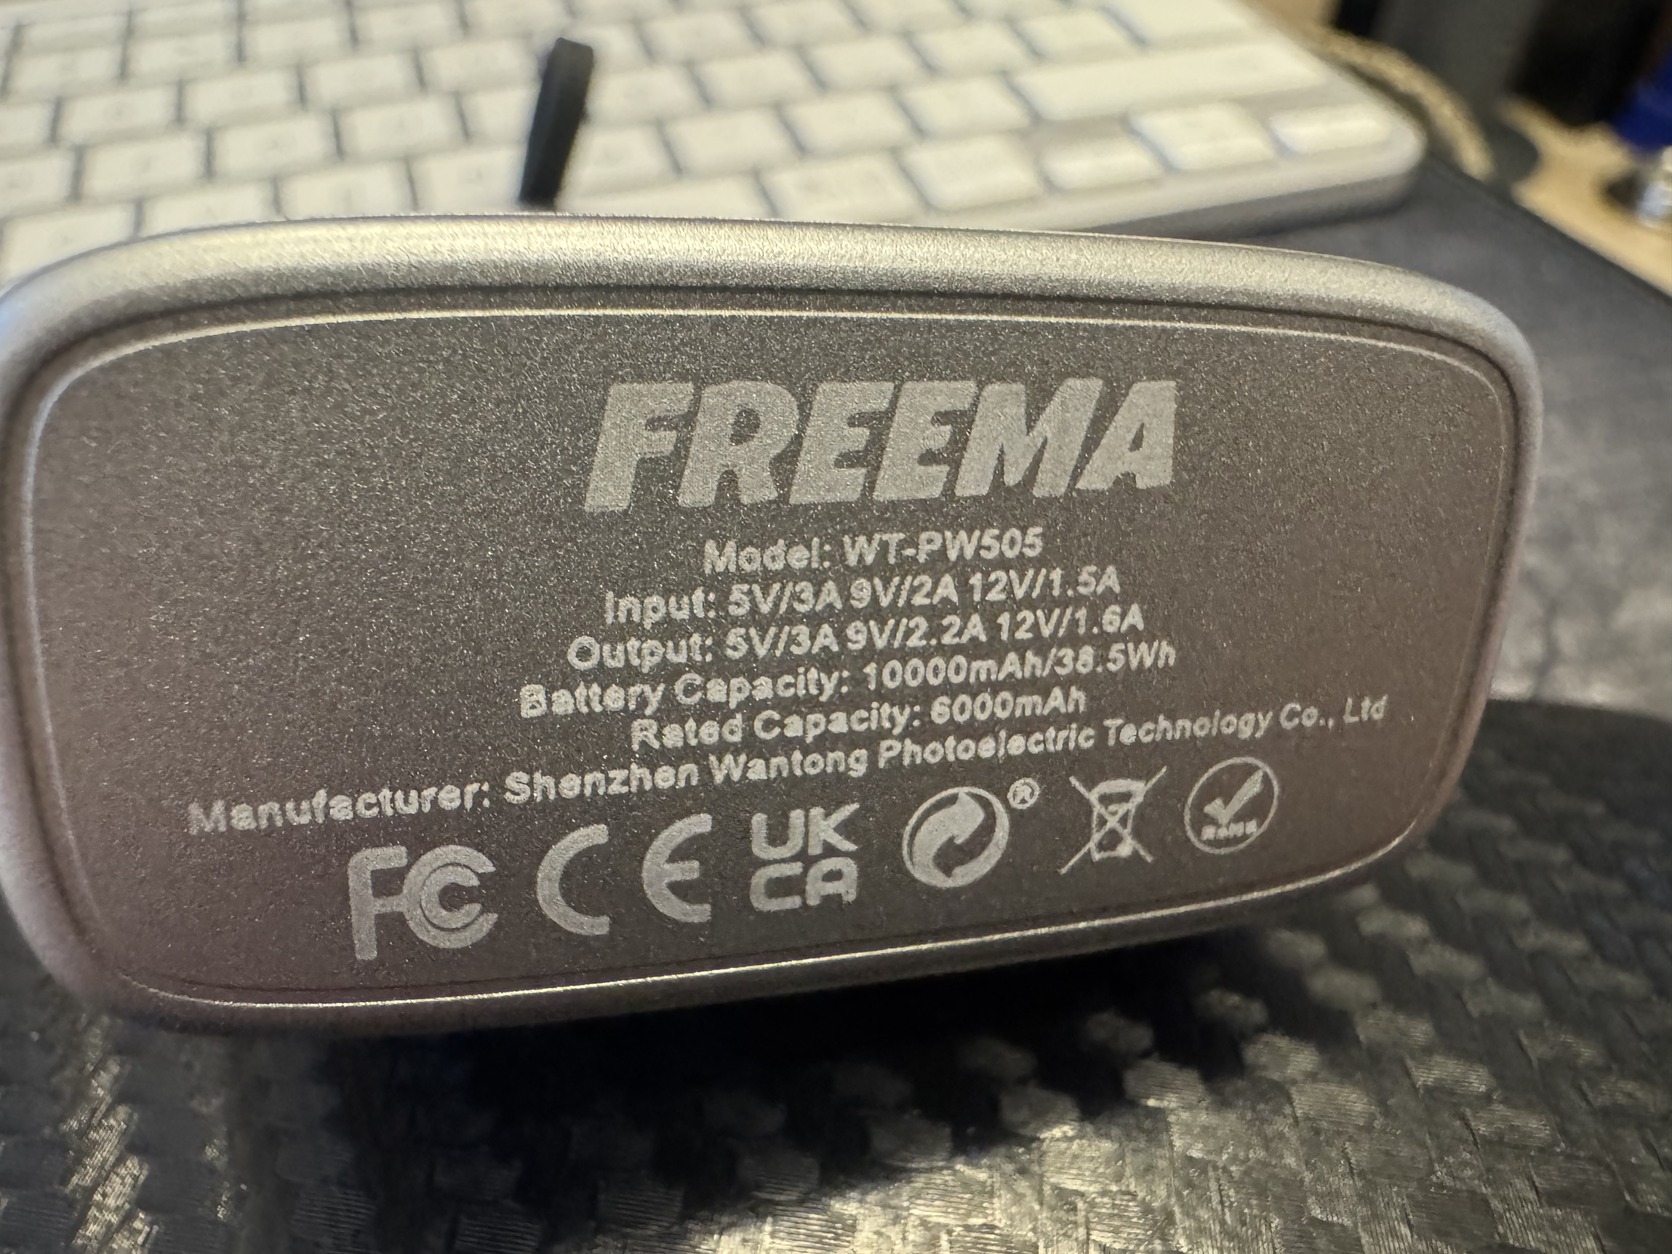 FREEMA
Model: WT-PW505
Input: 5V/3A 9V/2A 12V/1.5A
Output: 5V/3A 9V/2.2A 12V/1.6A
Battery Capacity: 10000mAh/38.5Wh
Rated Capacity: 6000mAh
Manufacturer: Shenzhen Wantong Photoelectric Technology Co., Ltd
FC CE UK CA ® RoHS